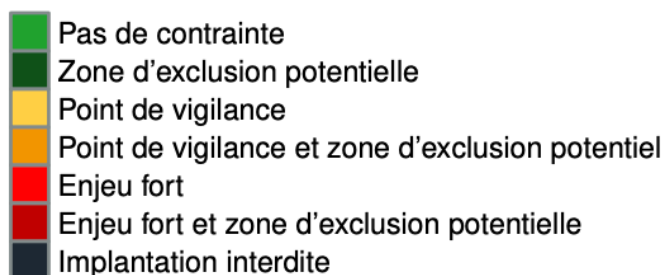 Pas de contrainte
Zone d'exclusion potentielle
Point de vigilance
Point de vigilance et zone d'exclusion potentiel
Enjeu fort
Enjeu fort et zone d'exclusion potentielle
Implantation interdite